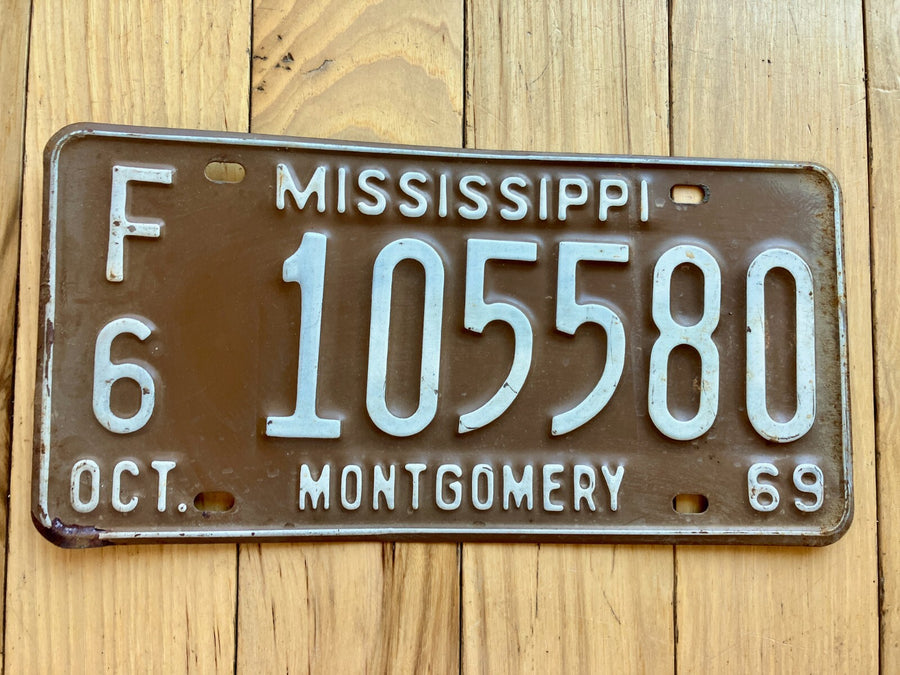 MISSISSIPPI
F
6
105580
OCT. MONTGOMERY 69